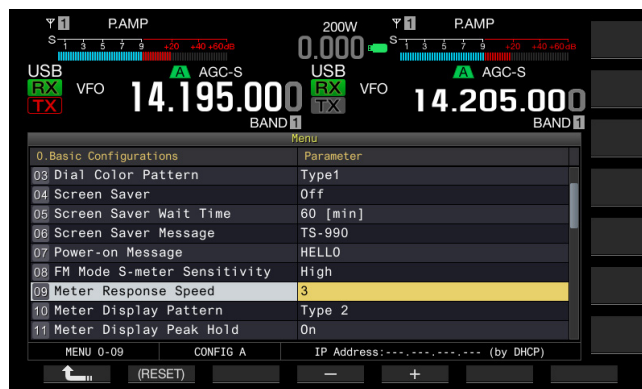 1 P.AMP 200W 1 P.AMP
S 1 3 5 7 9 +20 +40 +60dB 0.000 S 1 3 5 7 9 +20 +40 +60dB
USB A AGC-S USB A AGC-S
RX TX VFO 14.195.000 RX TX VFO 14.205.000
BAND 1 BAND 1
Menu
0.Basic Configurations Parameter
03 Dial Color Pattern Type1
04 Screen Saver Off
05 Screen Saver Wait Time 60 [min]
06 Screen Saver Message TS-990
07 Power-on Message HELLO
08 FM Mode S-meter Sensitivity High
09 Meter Response Speed 3
10 Meter Display Pattern Type 2
11 Meter Display Peak Hold On
MENU 0-09 CONFIG A IP Address:---.---.---.--- (by DHCP)
(RESET) − +